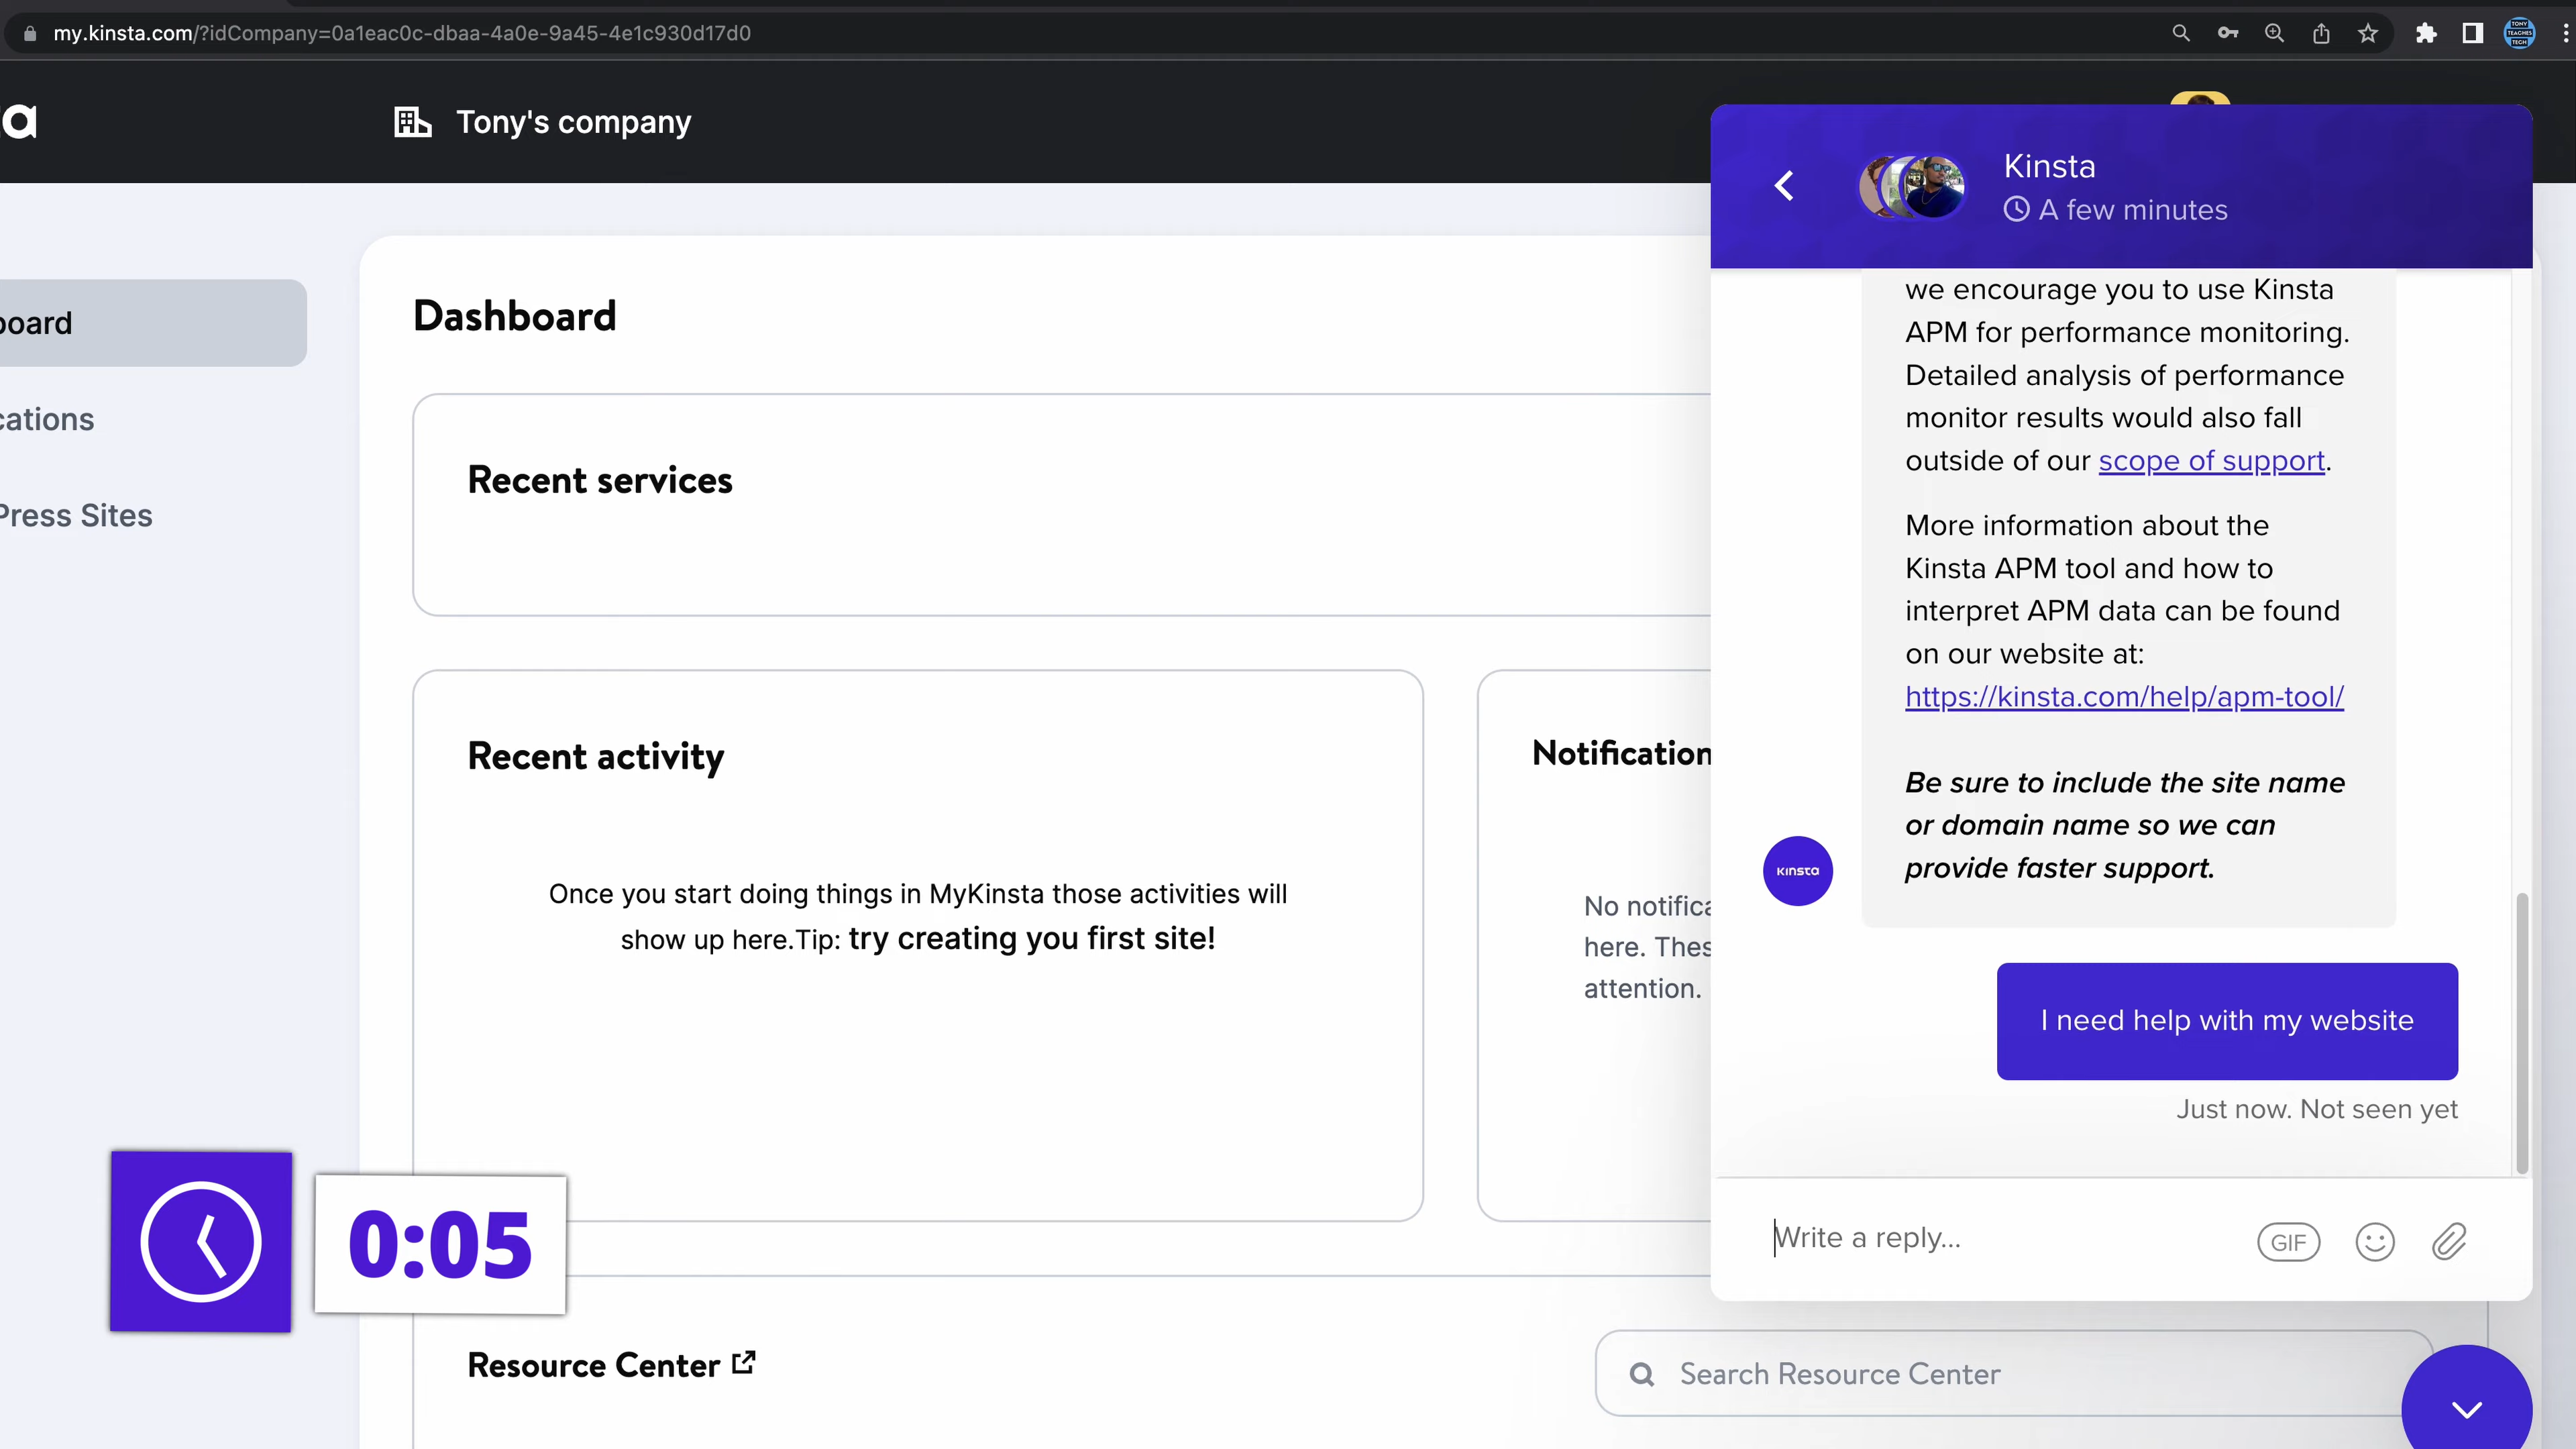 my.kinsta.com/?idCompany=0a1eac0c-dbaa-4a0e-9a45-4e1c930d17d0
TONY
TEACHES
TECH
a
Tony's company
board
cations
Press Sites
Dashboard
Recent services
Recent activity
Once you start doing things in MyKinsta those activities will
show up here.Tip: try creating you first site!
Notification
No notifica
here. Thes
attention.
Resource Center
Search Resource Center
0:05
Kinsta
A few minutes
we encourage you to use Kinsta
APM for performance monitoring.
Detailed analysis of performance
monitor results would also fall
outside of our scope of support.
More information about the
Kinsta APM tool and how to
interpret APM data can be found
on our website at:
https://kinsta.com/help/apm-tool/
Be sure to include the site name
or domain name so we can
provide faster support.
KINSTA
I need help with my website
Just now. Not seen yet
Write a reply...
GIF